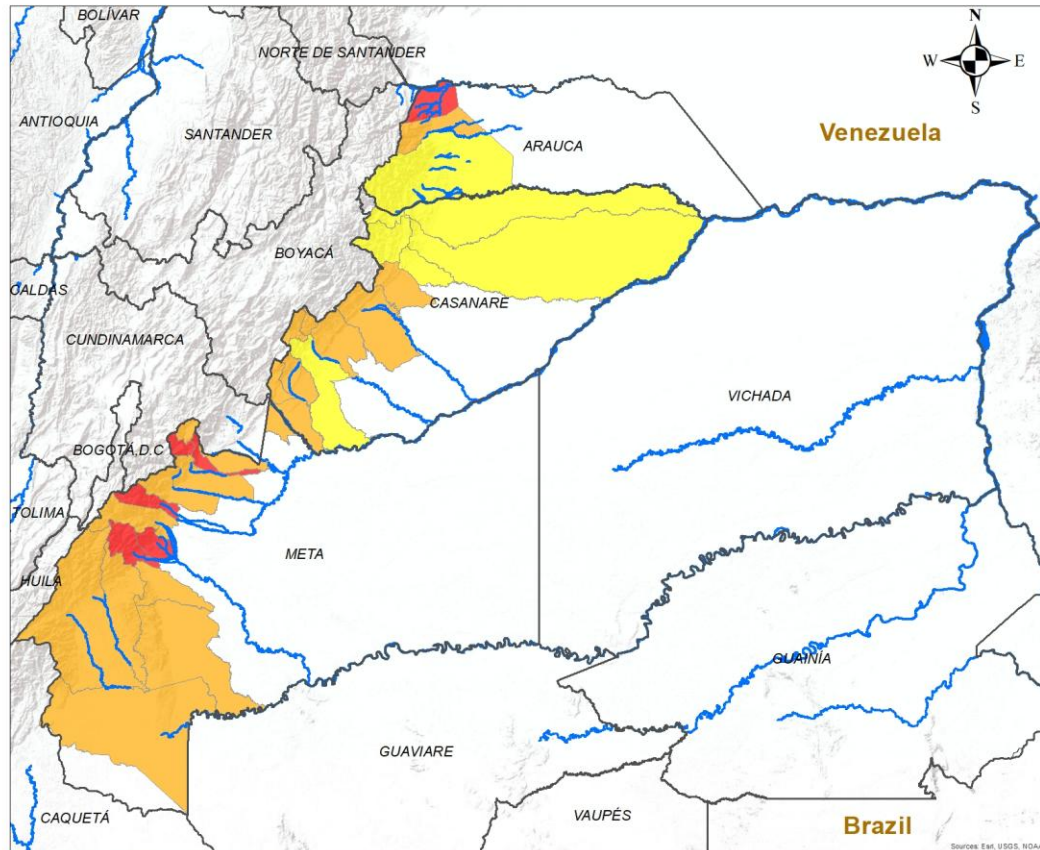 BOLÍVAR
NORTE DE SANTANDER
N
W
E
S
ANTIOQUIA
SANTANDER
ARAUCA
Venezuela
BOYACÁ
CALDAS
CASANARE
CUNDINAMARCA
VICHADA
BOGOTÁ,D.C
TOLIMA
META
HUILA
GUAINÍA
GUAVIARE
CAQUETÁ
VAUPÉS
Brazil
Sources: Esri, USGS, NOAA